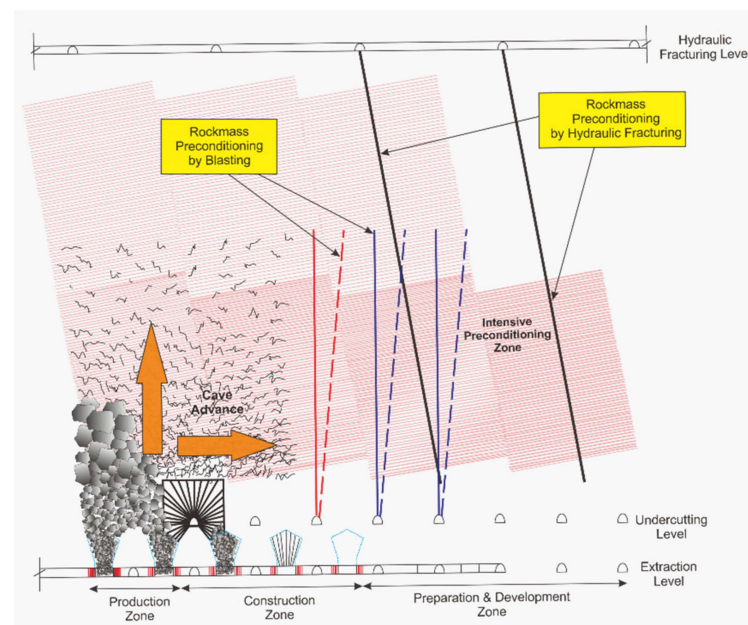 Hydraulic
Fracturing Level
Rockmass
Preconditioning
by Blasting
Rockmass
Preconditioning
by Hydraulic Fracturing
Intensive
Preconditioning
Zone
Cave
Advance
Undercutting
Level
Extraction
Level
Production
Zone
Construction
Zone
Preparation & Development
Zone